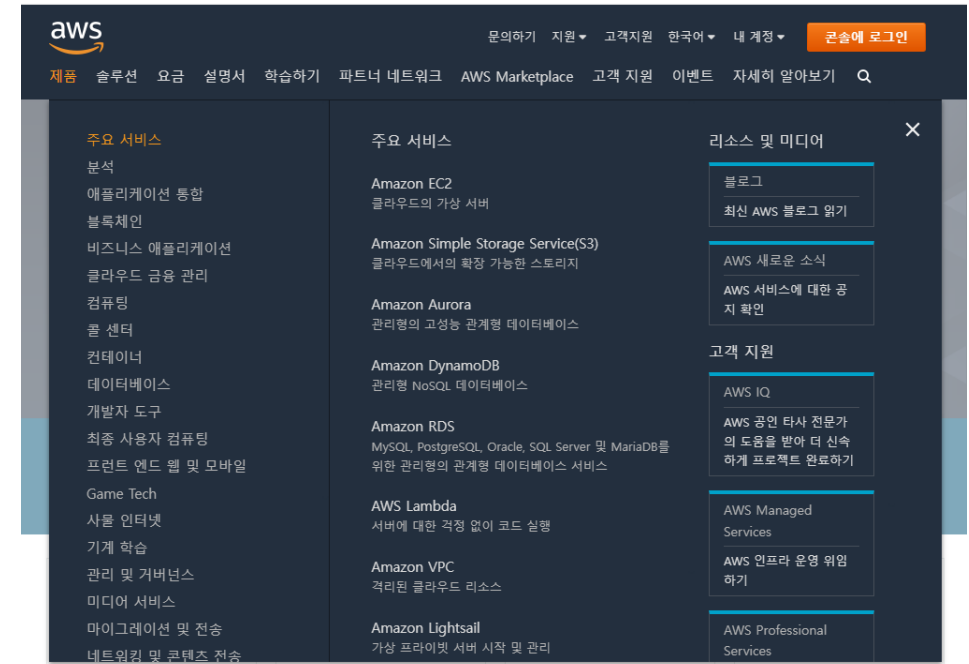 aws
문의하기 지원 고객지원 한국어 내 계정 콘솔에 로그인
제품 솔루션 요금 설명서 학습하기 파트너 네트워크 AWS Marketplace 고객 지원 이벤트 자세히 알아보기
주요 서비스
분석
애플리케이션 통합
블록체인
비즈니스 애플리케이션
클라우드 금융 관리
컴퓨팅
콜 센터
컨테이너
데이터베이스
개발자 도구
최종 사용자 컴퓨팅
프런트 엔드 웹 및 모바일
Game Tech
사물 인터넷
기계 학습
관리 및 거버넌스
미디어 서비스
마이그레이션 및 전송
네트워킹 및 콘텐츠 전송
주요 서비스
Amazon EC2
클라우드의 가상 서버
Amazon Simple Storage Service(S3)
클라우드에서의 확장 가능한 스토리지
Amazon Aurora
관리형의 고성능 관계형 데이터베이스
Amazon DynamoDB
관리형 NoSQL 데이터베이스
Amazon RDS
MySQL, PostgreSQL, Oracle, SQL Server 및 MariaDB를
위한 관리형의 관계형 데이터베이스 서비스
AWS Lambda
서버에 대한 걱정 없이 코드 실행
Amazon VPC
격리된 클라우드 리소스
Amazon Lightsail
가상 프라이빗 서버 시작 및 관리
리소스 및 미디어
블로그
최신 AWS 블로그 읽기
AWS 새로운 소식
AWS 서비스에 대한 공
지 확인
고객 지원
AWS IQ
AWS 공인 타사 전문가
의 도움을 받아 더 신속
하게 프로젝트 완료하기
AWS Managed
Services
AWS 인프라 운영 위임
하기
AWS Professional
Services